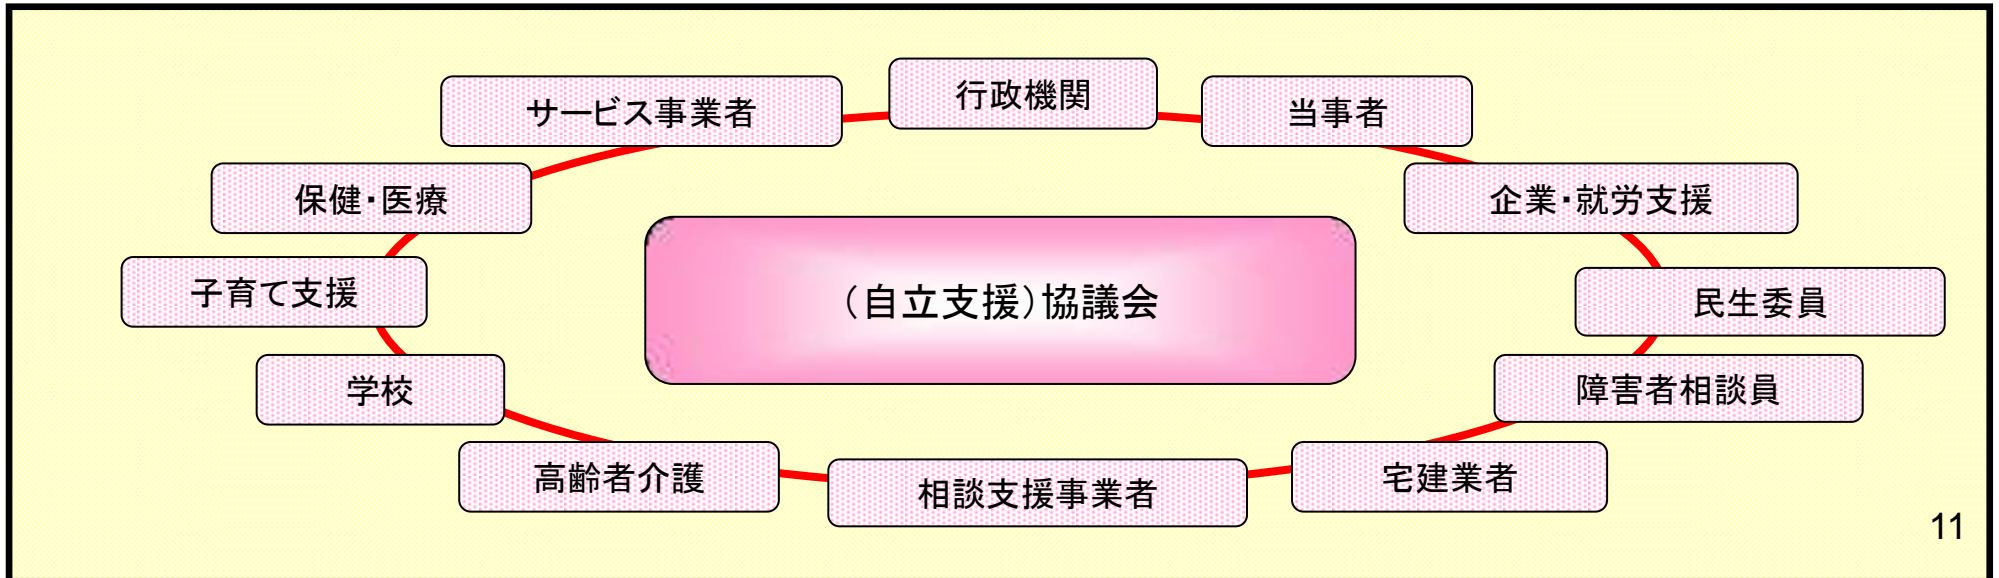 行政機関
サービス事業者
当事者
保健・医療
企業・就労支援
子育て支援
(自立支援)協議会
民生委員
学校
障害者相談員
高齢者介護
相談支援事業者
宅建業者
11